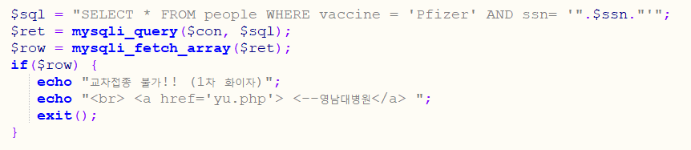 $sql = "SELECT * FROM people WHERE vaccine = 'Pfizer' AND ssn= '".$ssn."'";
$ret = mysqli_query($con, $sql);
$row = mysqli_fetch_array($ret);
if($row) {
echo "교차접종 불가!! (1차 화이자)";
echo "<br> <a href='yu.php'> <--영남대병원</a> ";
exit();
}